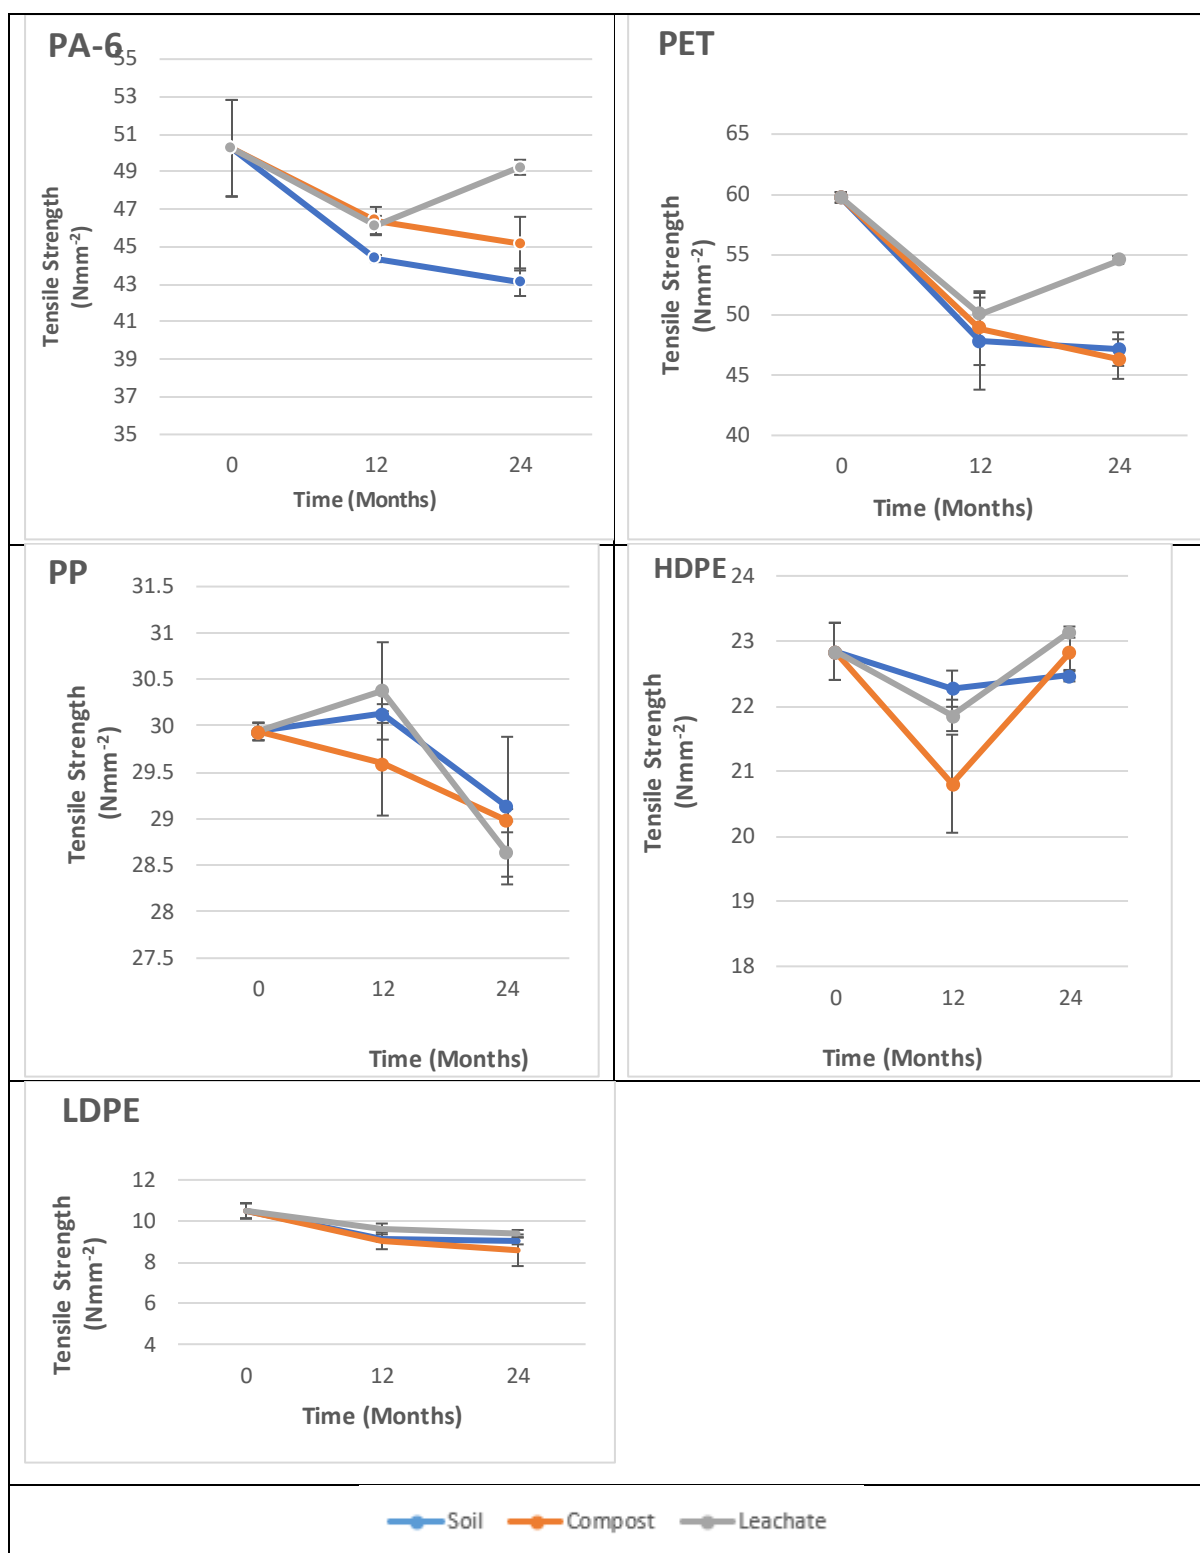 PA-6
55
53
51
49
47
45
43
41
39
37
35
Tensile Strength
(Nmm⁻²)
0 12 24
Time (Months)
PET
65
60
55
50
45
40
Tensile Strength
(Nmm⁻²)
0 12 24
Time (Months)
PP
31.5
31
30.5
30
29.5
29
28.5
28
27.5
Tensile Strength
(Nmm⁻²)
0 12 24
Time (Months)
HDPE
24
23
22
21
20
19
18
Tensile Strength
(Nmm⁻²)
0 12 24
Time (Months)
LDPE
12
10
8
6
4
Tensile Strength
(Nmm⁻²)
0 12 24
Time (Months)
Soil Compost Leachate